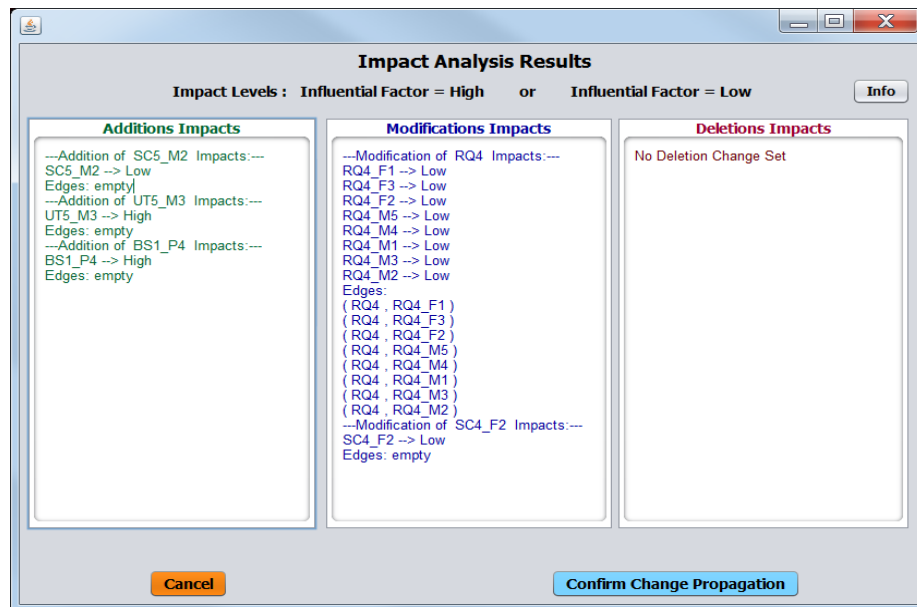 Impact Analysis Results
Impact Levels : Influential Factor = High or Influential Factor = Low
Info
Additions Impacts
---Addition of SC5_M2 Impacts:---
SC5_M2 --> Low
Edges: empty
---Addition of UT5_M3 Impacts:---
UT5_M3 --> High
Edges: empty
---Addition of BS1_P4 Impacts:---
BS1_P4 --> High
Edges: empty
Modifications Impacts
---Modification of RQ4 Impacts:---
RQ4_F1 --> Low
RQ4_F3 --> Low
RQ4_F2 --> Low
RQ4_M5 --> Low
RQ4_M4 --> Low
RQ4_M1 --> Low
RQ4_M3 --> Low
RQ4_M2 --> Low
Edges:
( RQ4 , RQ4_F1 )
( RQ4 , RQ4_F3 )
( RQ4 , RQ4_F2 )
( RQ4 , RQ4_M5 )
( RQ4 , RQ4_M4 )
( RQ4 , RQ4_M1 )
( RQ4 , RQ4_M3 )
( RQ4 , RQ4_M2 )
---Modification of SC4_F2 Impacts:---
SC4_F2 --> Low
Edges: empty
Deletions Impacts
No Deletion Change Set
Cancel
Confirm Change Propagation